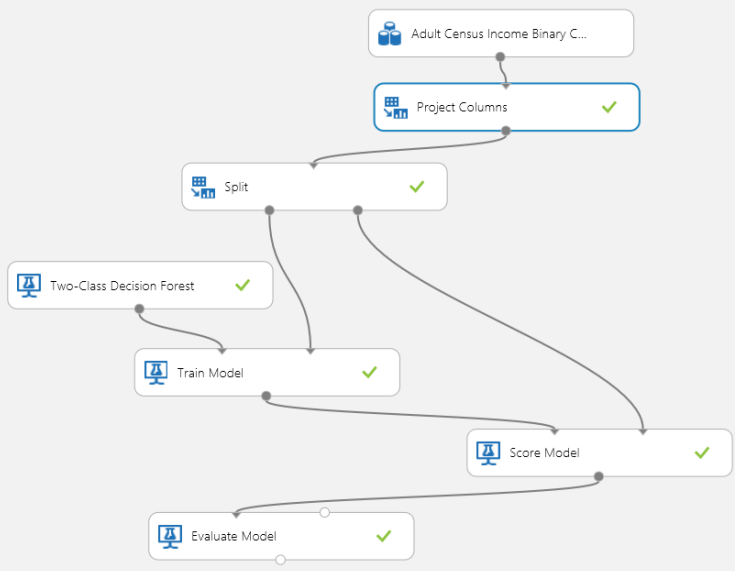 Adult Census Income Binary C...
Project Columns
Split
Two-Class Decision Forest
Train Model
Score Model
Evaluate Model